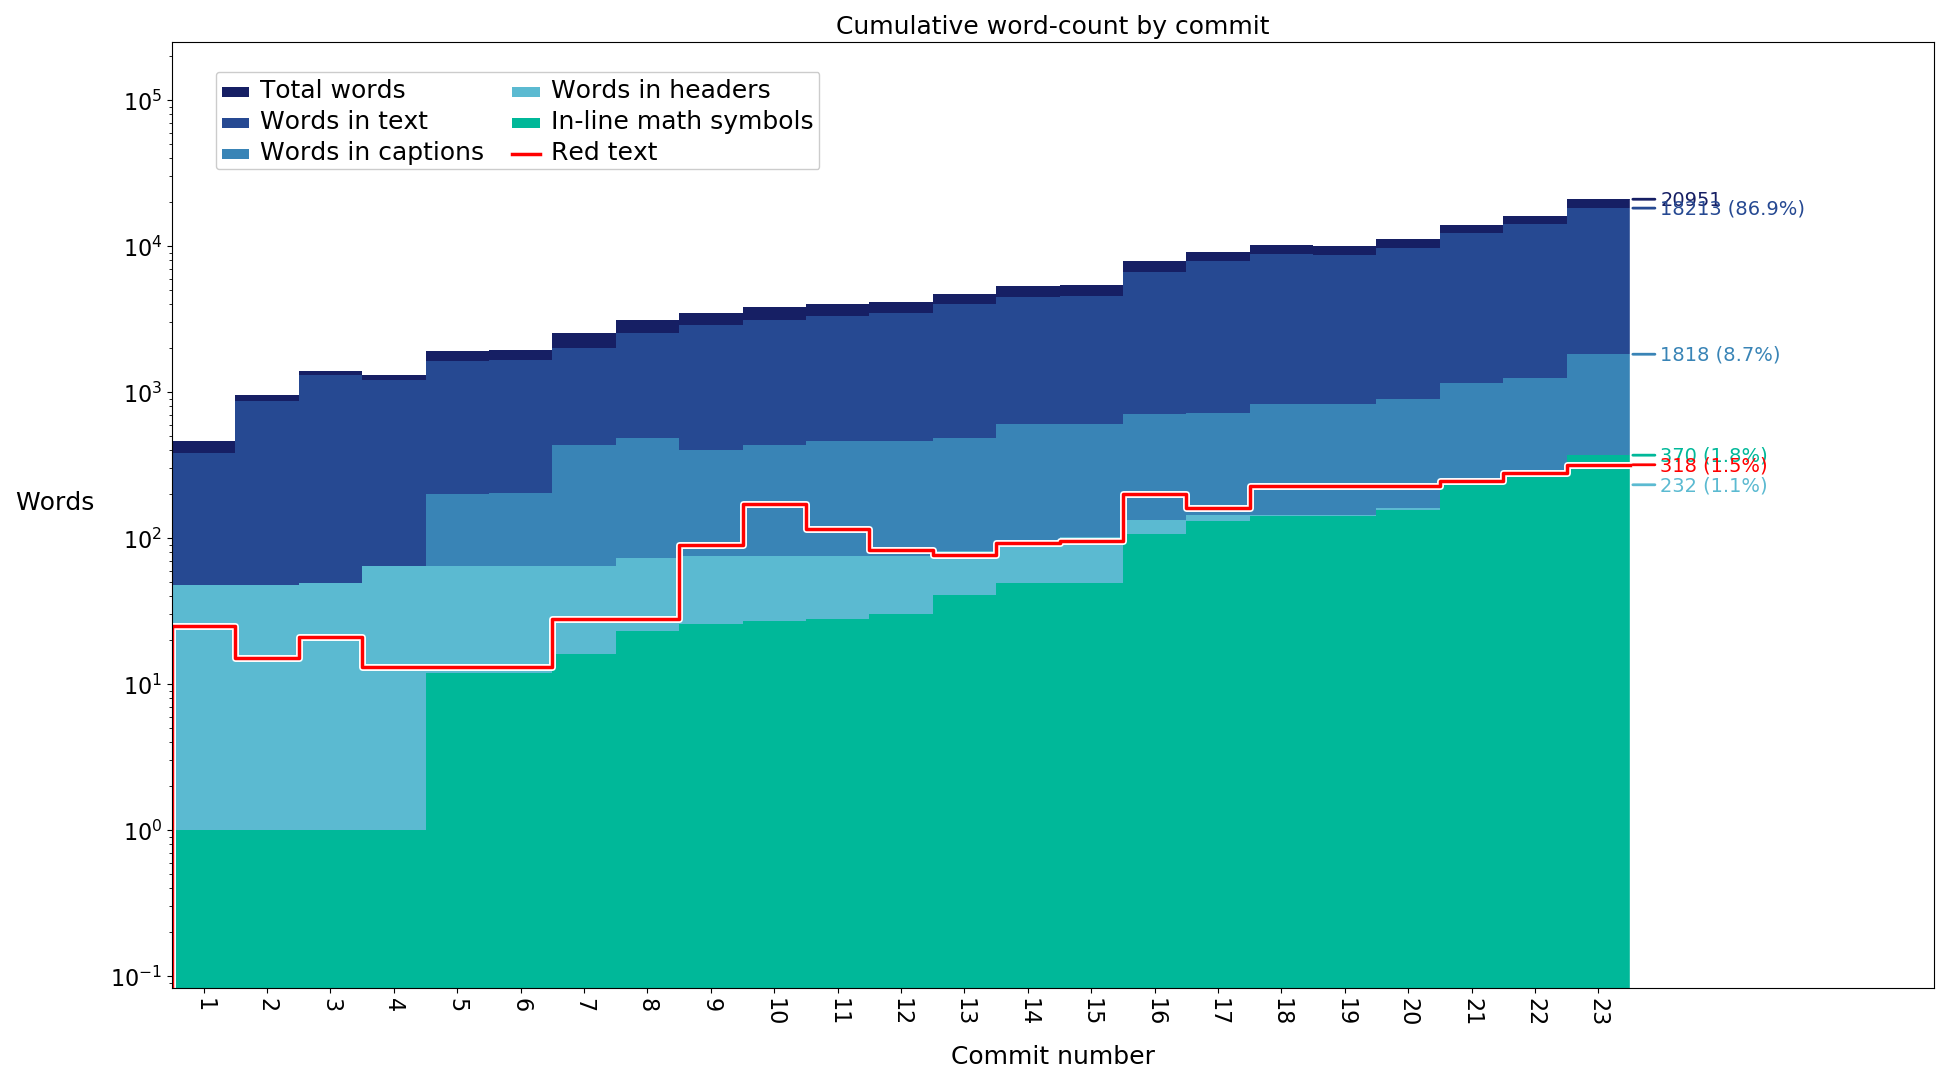 Cumulative word-count by commit
Total words
Words in text
Words in captions
Words in headers
In-line math symbols
Red text
10^5
10^4
10^3
10^2
10^1
10^0
10^-1
Words
20951
18213 (86.9%)
1818 (8.7%)
370 (1.8%)
318 (1.5%)
232 (1.1%)
1 2 3 4 5 6 7 8 9 10 11 12 13 14 15 16 17 18 19 20 21 22 23
Commit number